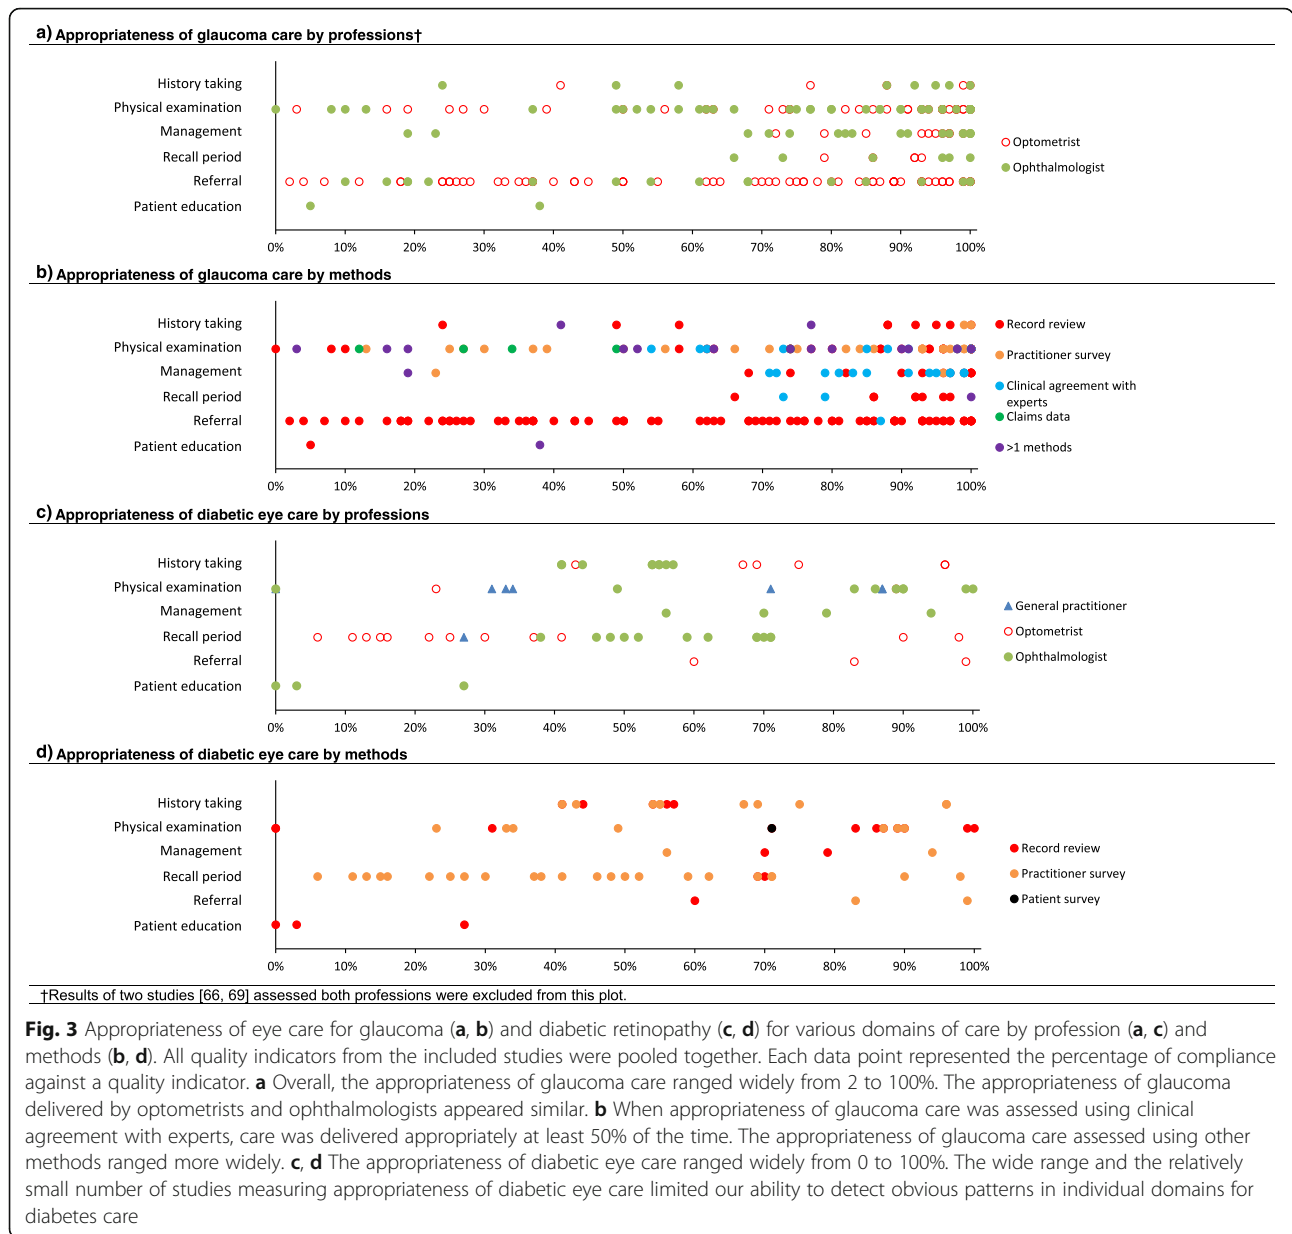 a) Appropriateness of glaucoma care by professions†
History taking
Physical examination
Management
Recall period
Referral
Patient education
Optometrist
Ophthalmologist
0% 10% 20% 30% 40% 50% 60% 70% 80% 90% 100%
b) Appropriateness of glaucoma care by methods
History taking
Physical examination
Management
Recall period
Referral
Patient education
Record review
Practitioner survey
Clinical agreement with
experts
Claims data
>1 methods
0% 10% 20% 30% 40% 50% 60% 70% 80% 90% 100%
c) Appropriateness of diabetic eye care by professions
History taking
Physical examination
Management
Recall period
Referral
Patient education
General practitioner
Optometrist
Ophthalmologist
0% 10% 20% 30% 40% 50% 60% 70% 80% 90% 100%
d) Appropriateness of diabetic eye care by methods
History taking
Physical examination
Management
Recall period
Referral
Patient education
Record review
Practitioner survey
Patient survey
0% 10% 20% 30% 40% 50% 60% 70% 80% 90% 100%
†Results of two studies [66, 69] assessed both professions were excluded from this plot.
Fig. 3 Appropriateness of eye care for glaucoma (a, b) and diabetic retinopathy (c, d) for various domains of care by profession (a, c) and
methods (b, d). All quality indicators from the included studies were pooled together. Each data point represented the percentage of compliance
against a quality indicator. a Overall, the appropriateness of glaucoma care ranged widely from 2 to 100%. The appropriateness of glaucoma
delivered by optometrists and ophthalmologists appeared similar. b When appropriateness of glaucoma care was assessed using clinical
agreement with experts, care was delivered appropriately at least 50% of the time. The appropriateness of glaucoma care assessed using other
methods ranged more widely. c, d The appropriateness of diabetic eye care ranged widely from 0 to 100%. The wide range and the relatively
small number of studies measuring appropriateness of diabetic eye care limited our ability to detect obvious patterns in individual domains for
diabetes care